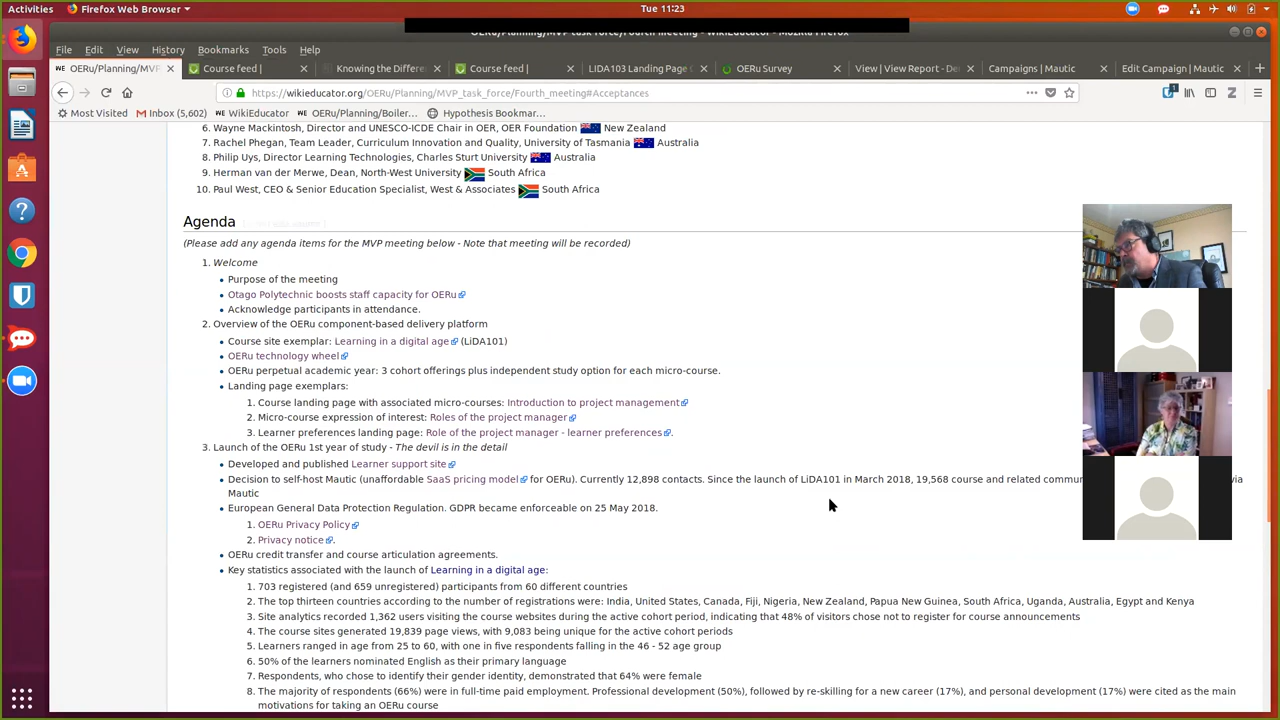 Activities Firefox Web Browser Tue 11:23
OERu/Planning/MVP task force/Fourth meeting - WikiEducator - Mozilla Firefox
File Edit View History Bookmarks Tools Help
OERu/Planning/MVP Course feed | Knowing the Differe Course feed | LIDA103 Landing Page OERu Survey View | View Report - De Campaigns | Mautic Edit Campaign | Mautic
https://wikieducator.org/OERu/Planning/MVP_task_force/Fourth_meeting#Acceptances
Most Visited Inbox (5,602) WikiEducator OERu/Planning/Boiler... Hypothesis Bookmar...
6. Wayne Mackintosh, Director and UNESCO-ICDE Chair in OER, OER Foundation New Zealand
7. Rachel Phegan, Team Leader, Curriculum Innovation and Quality, University of Tasmania Australia
8. Philip Uys, Director Learning Technologies, Charles Sturt University Australia
9. Herman van der Merwe, Dean, North-West University South Africa
10. Paul West, CEO & Senior Education Specialist, West & Associates South Africa
Agenda
(Please add any agenda items for the MVP meeting below - Note that meeting will be recorded)
1. Welcome
Purpose of the meeting
Otago Polytechnic boosts staff capacity for OERu
Acknowledge participants in attendance.
2. Overview of the OERu component-based delivery platform
Course site exemplar: Learning in a digital age (LiDA101)
OERu technology wheel
OERu perpetual academic year: 3 cohort offerings plus independent study option for each micro-course.
Landing page exemplars:
1. Course landing page with associated micro-courses: Introduction to project management
2. Micro-course expression of interest: Roles of the project manager
3. Learner preferences landing page: Role of the project manager - learner preferences.
3. Launch of the OERu 1st year of study - The devil is in the detail
Developed and published Learner support site
Decision to self-host Mautic (unaffordable SaaS pricing model for OERu). Currently 12,898 contacts. Since the launch of LiDA101 in March 2018, 19,568 course and related via
Mautic
European General Data Protection Regulation. GDPR became enforceable on 25 May 2018.
1. OERu Privacy Policy
2. Privacy notice.
OERu credit transfer and course articulation agreements.
Key statistics associated with the launch of Learning in a digital age:
1. 703 registered (and 659 unregistered) participants from 60 different countries
2. The top thirteen countries according to the number of registrations were: India, United States, Canada, Fiji, Nigeria, New Zealand, Papua New Guinea, South Africa, Uganda, Australia, Egypt and Kenya
3. Site analytics recorded 1,362 users visiting the course websites during the active cohort period, indicating that 48% of visitors chose not to register for course announcements
4. The course sites generated 19,839 page views, with 9,083 being unique for the active cohort periods
5. Learners ranged in age from 25 to 60, with one in five respondents falling in the 46 - 52 age group
6. 50% of the learners nominated English as their primary language
7. Respondents, who chose to identify their gender identity, demonstrated that 64% were female
8. The majority of respondents (66%) were in full-time paid employment. Professional development (50%), followed by re-skilling for a new career (17%), and personal development (17%) were cited as the main
motivations for taking an OERu course